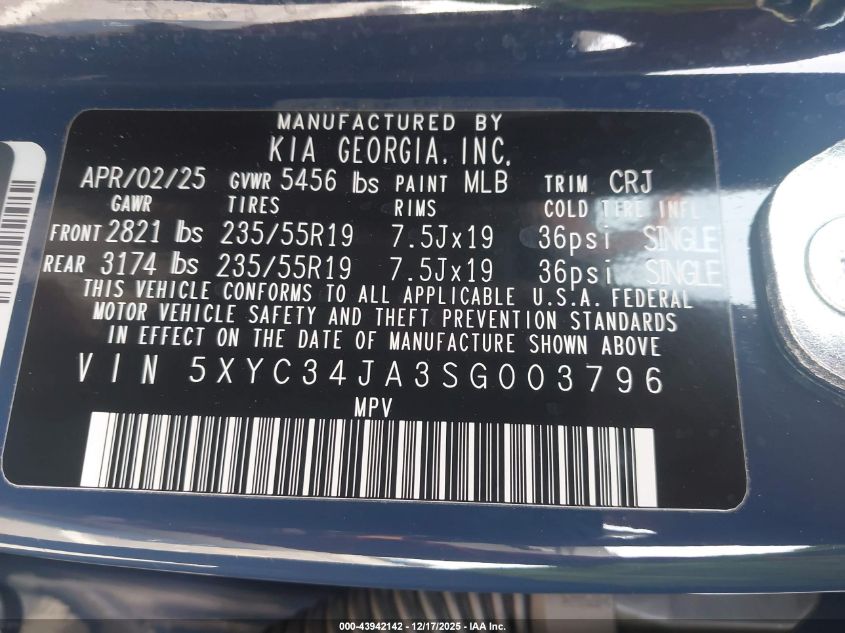 MANUFACTURED BY
KIA GEORGIA, INC.
APR/02/25 GVWR 5456 lbs PAINT MLB TRIM CRJ
GAWR TIRES RIMS COLD TIRE INFL
FRONT 2821 lbs 235/55R19 7.5Jx19 36psi SINGLE
REAR 3174 lbs 235/55R19 7.5Jx19 36psi SINGLE
THIS VEHICLE CONFORMS TO ALL APPLICABLE U.S.A. FEDERAL
MOTOR VEHICLE SAFETY AND THEFT PREVENTION STANDARDS
IN EFFECT ON THE DATE OF MANUFACTURE SHOWN ABOVE
VIN 5XYC34JA3SG003796
MPV
000-43942142 - 12/17/2025 - IAA Inc.